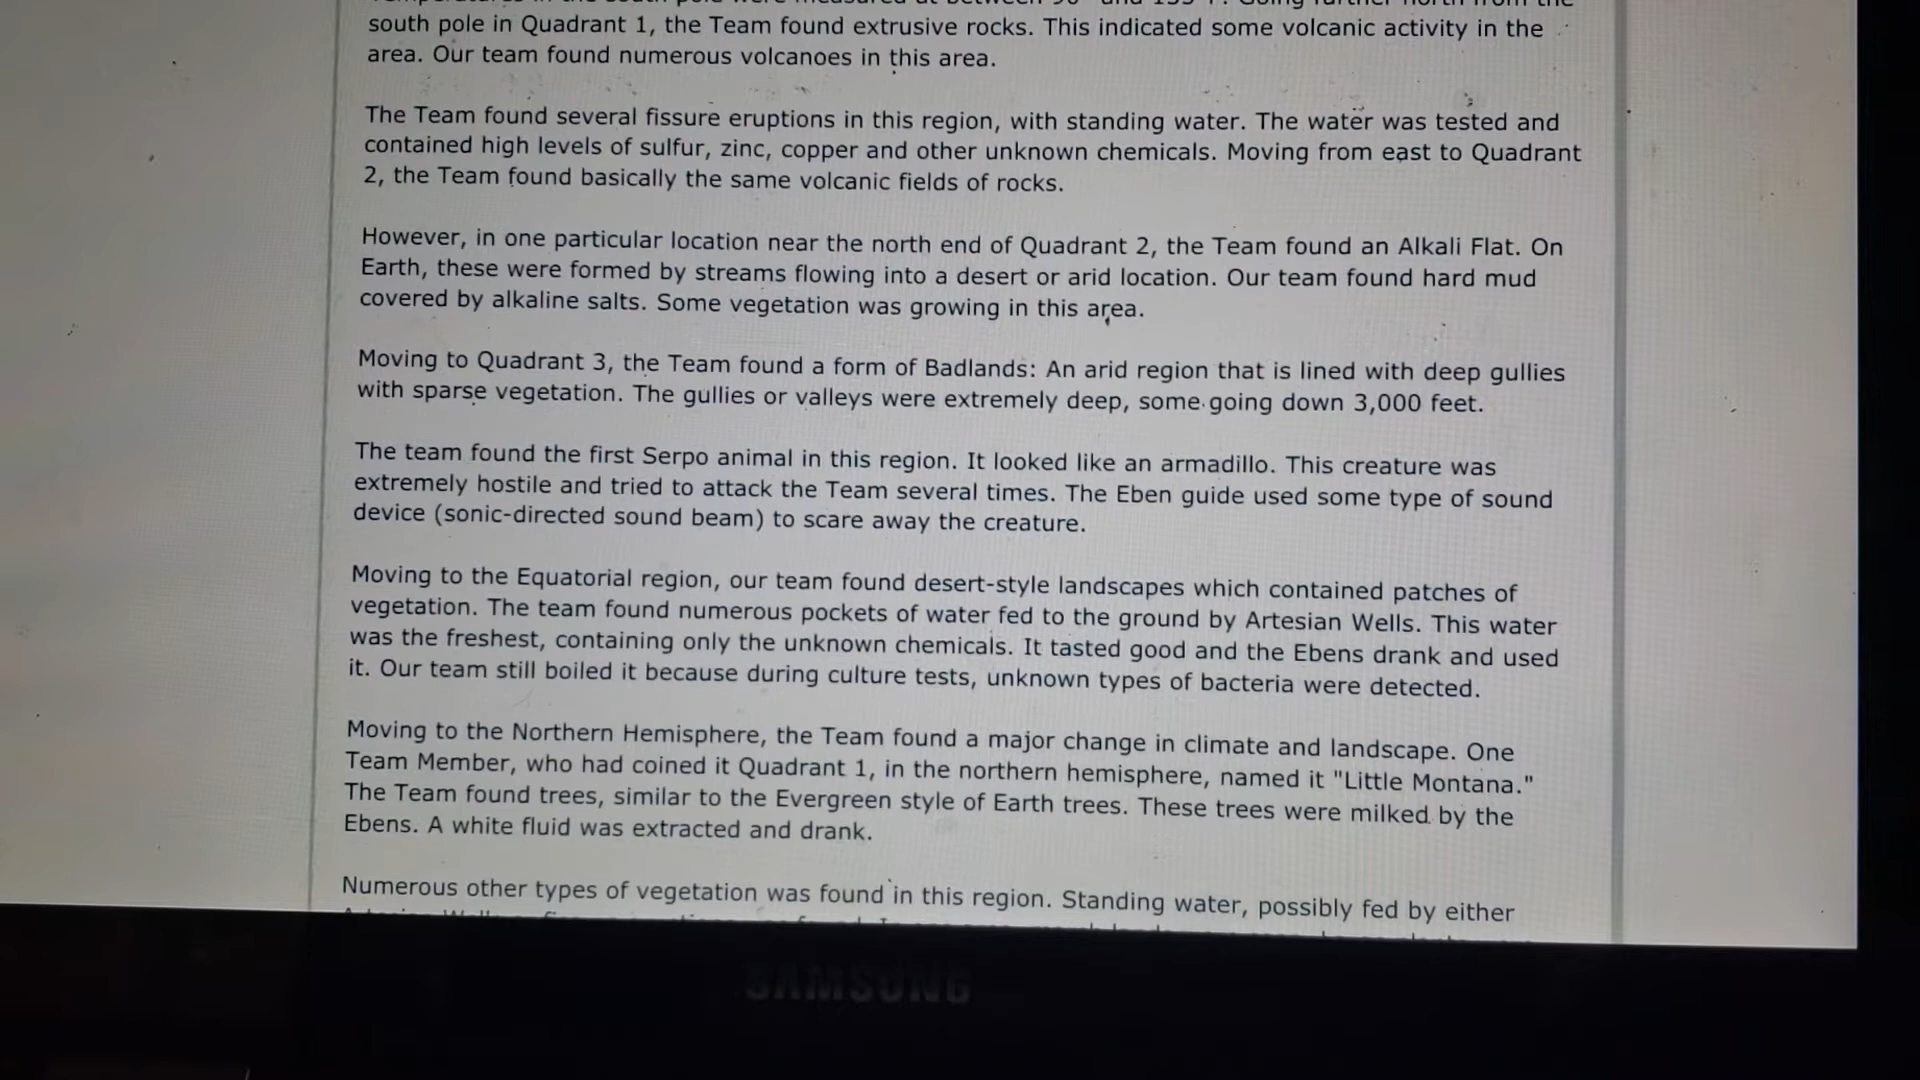 Temperatures in the south pole were measured at between 90° and 135°F. Going further north from the
south pole in Quadrant 1, the Team found extrusive rocks. This indicated some volcanic activity in the
area. Our team found numerous volcanoes in this area.
The Team found several fissure eruptions in this region, with standing water. The water was tested and
contained high levels of sulfur, zinc, copper and other unknown chemicals. Moving from east to Quadrant
2, the Team found basically the same volcanic fields of rocks.
However, in one particular location near the north end of Quadrant 2, the Team found an Alkali Flat. On
Earth, these were formed by streams flowing into a desert or arid location. Our team found hard mud
covered by alkaline salts. Some vegetation was growing in this area.
Moving to Quadrant 3, the Team found a form of Badlands: An arid region that is lined with deep gullies
with sparse vegetation. The gullies or valleys were extremely deep, some going down 3,000 feet.
The team found the first Serpo animal in this region. It looked like an armadillo. This creature was
extremely hostile and tried to attack the Team several times. The Eben guide used some type of sound
device (sonic-directed sound beam) to scare away the creature.
Moving to the Equatorial region, our team found desert-style landscapes which contained patches of
vegetation. The team found numerous pockets of water fed to the ground by Artesian Wells. This water
was the freshest, containing only the unknown chemicals. It tasted good and the Ebens drank and used
it. Our team still boiled it because during culture tests, unknown types of bacteria were detected.
Moving to the Northern Hemisphere, the Team found a major change in climate and landscape. One
Team Member, who had coined it Quadrant 1, in the northern hemisphere, named it "Little Montana."
The Team found trees, similar to the Evergreen style of Earth trees. These trees were milked by the
Ebens. A white fluid was extracted and drank.
Numerous other types of vegetation was found in this region. Standing water, possibly fed by either
SAMSUNG